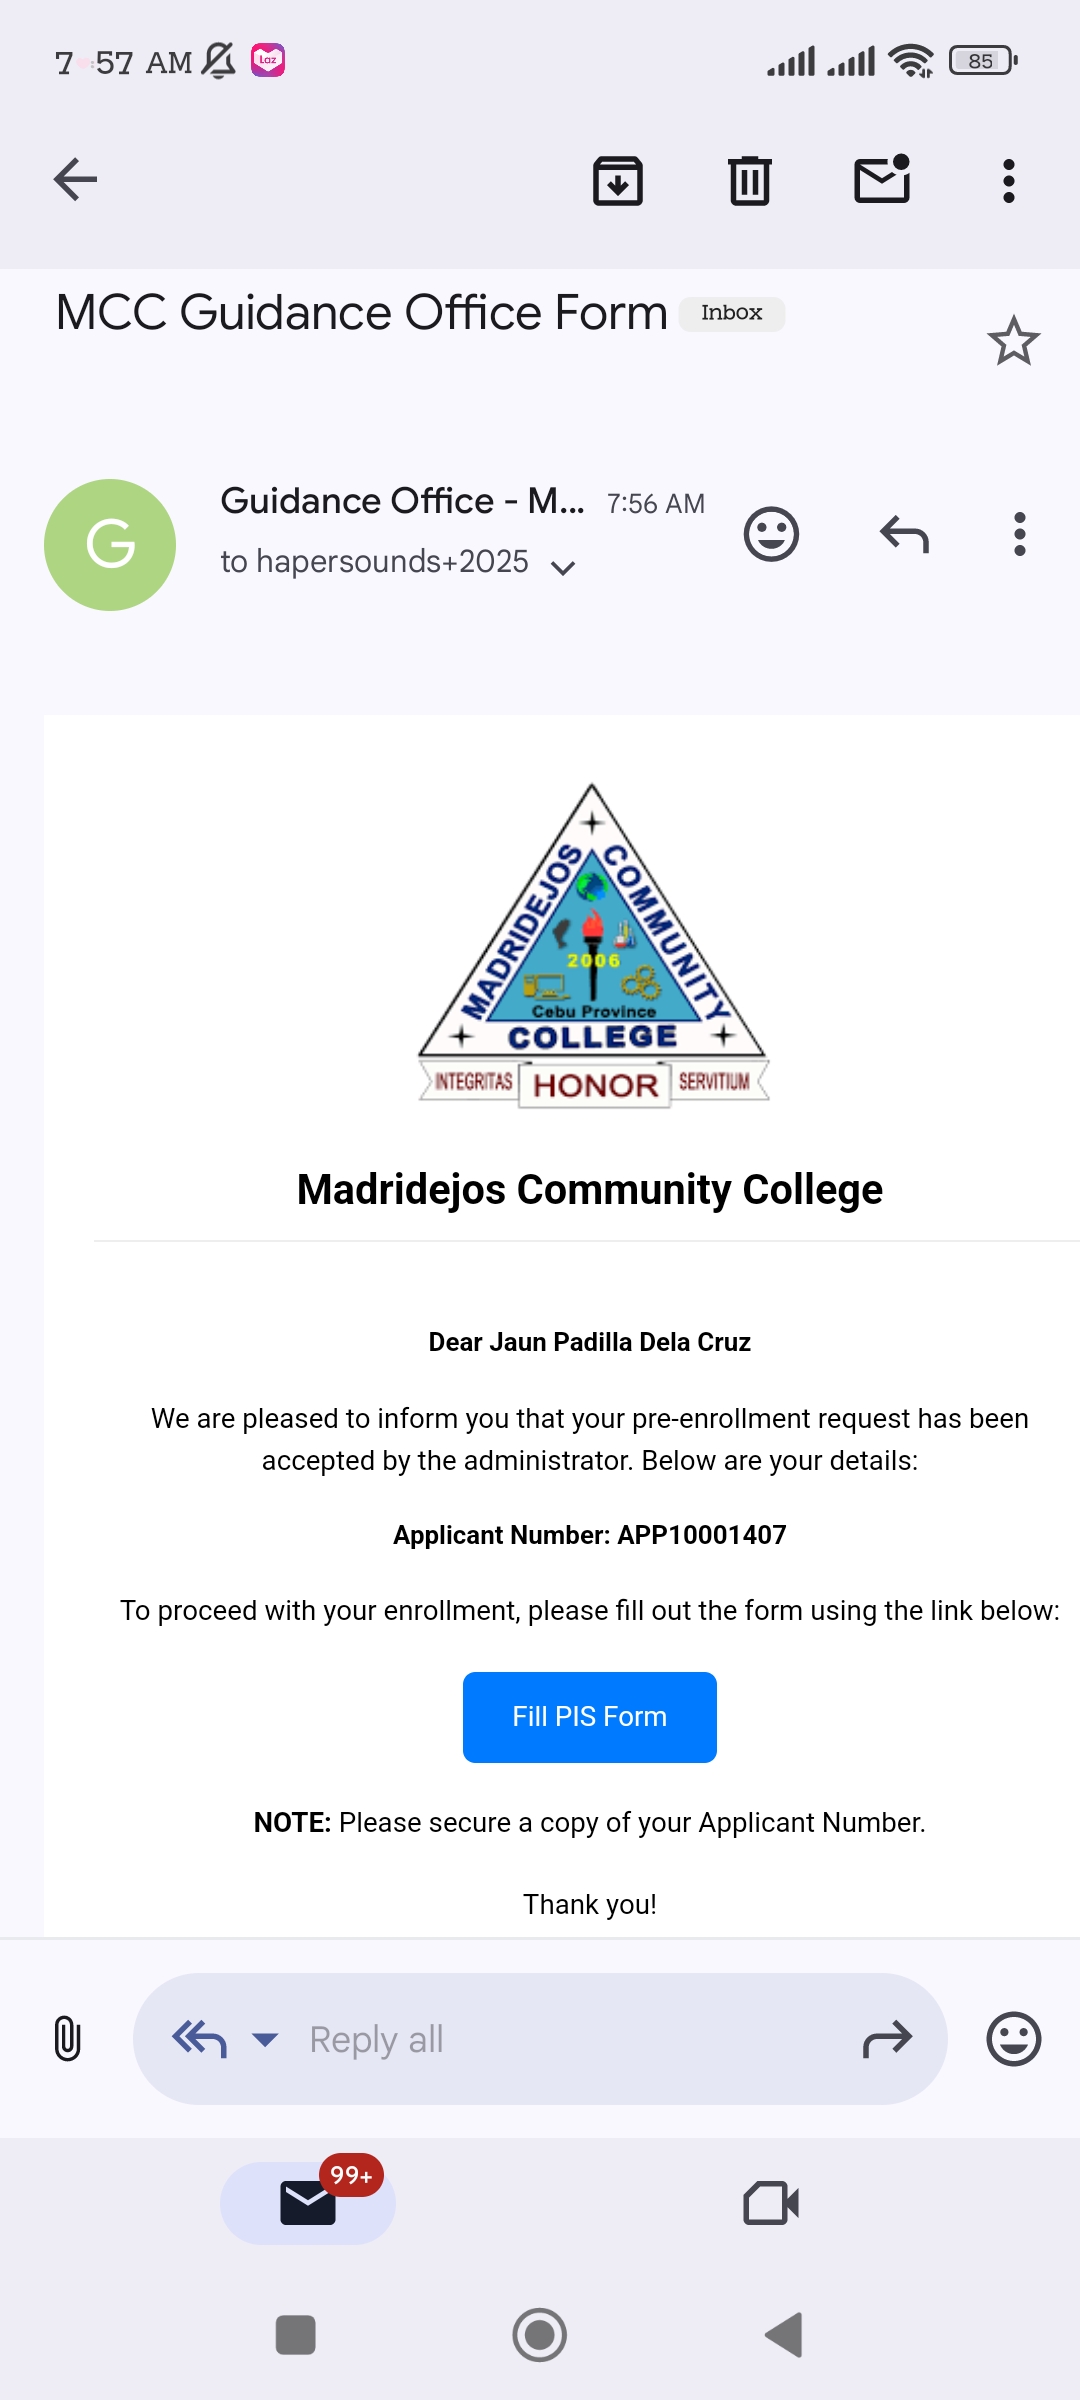 7:57 AM
Laz
85
MCC Guidance Office Form Inbox
G
Guidance Office - M... 7:56 AM
to hapersounds+2025
MADRIDEJOS COMMUNITY
2006
Cebu Province
COLLEGE
INTEGRITAS HONOR SERVITIUM
Madridejos Community College
Dear Jaun Padilla Dela Cruz
We are pleased to inform you that your pre-enrollment request has been
accepted by the administrator. Below are your details:
Applicant Number: APP10001407
To proceed with your enrollment, please fill out the form using the link below:
Fill PIS Form
NOTE: Please secure a copy of your Applicant Number.
Thank you!
Reply all
99+